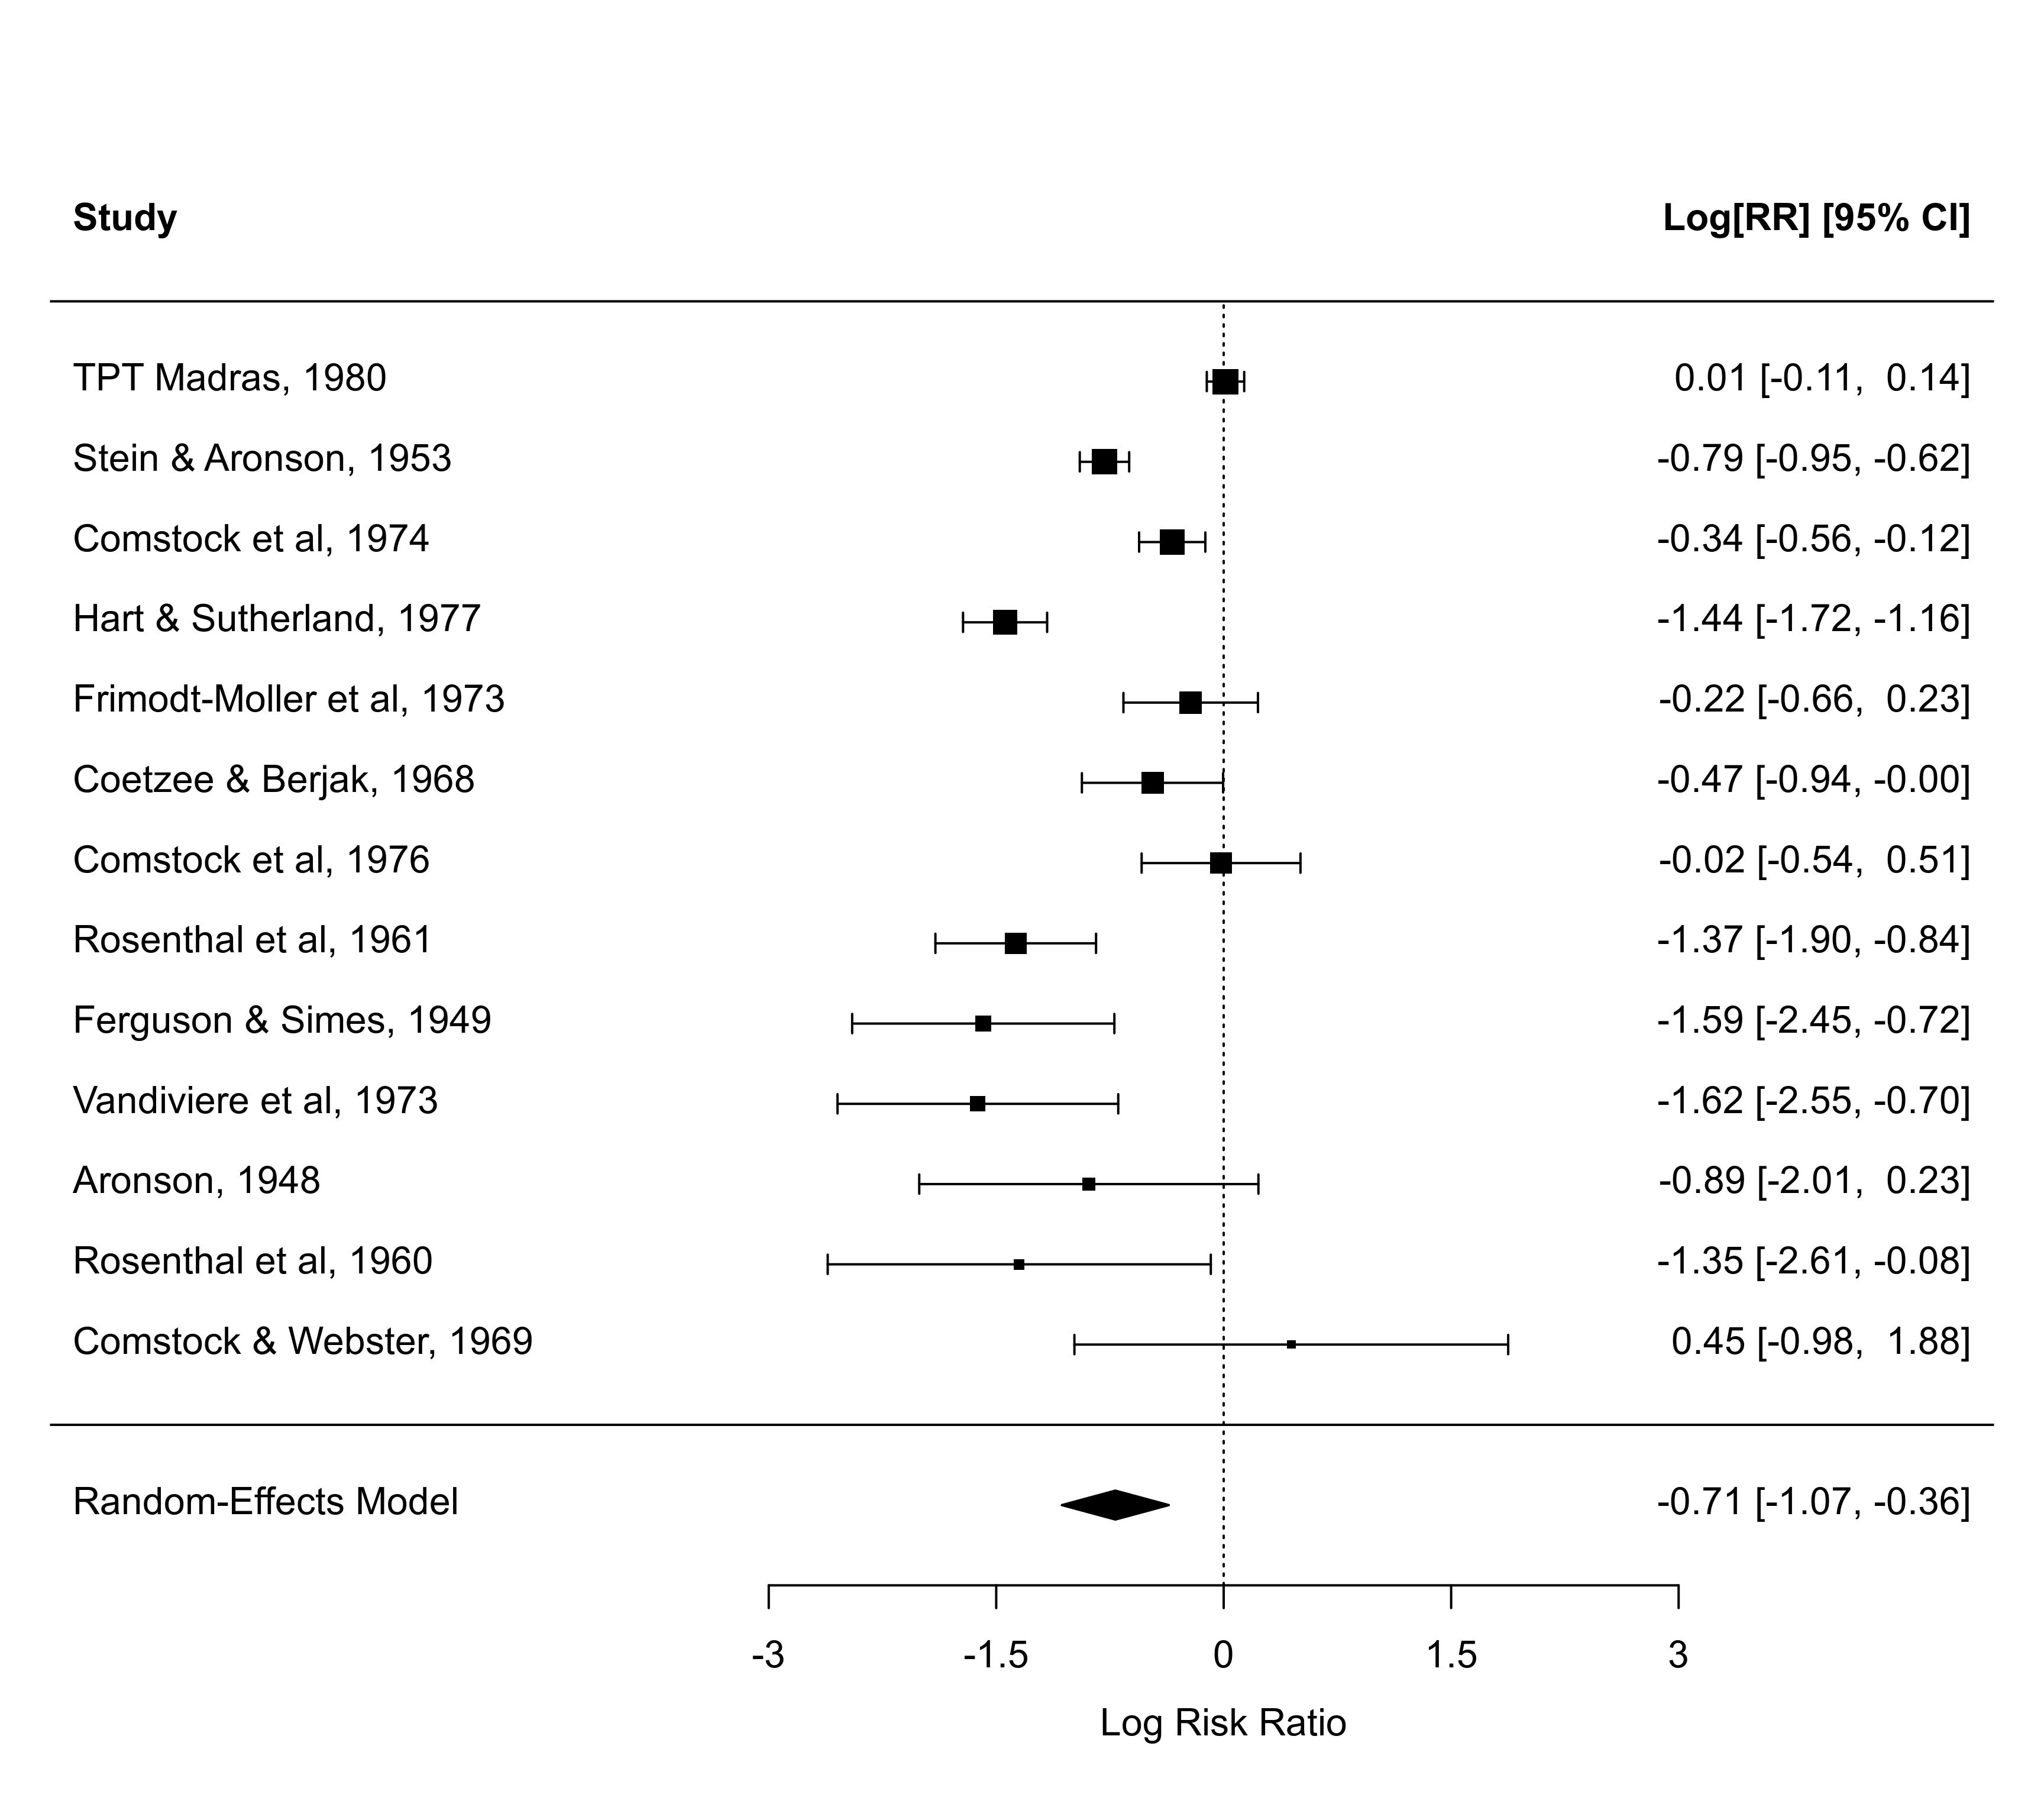 Study Log[RR] [95% CI]
TPT Madras, 1980 0.01 [-0.11, 0.14]
Stein & Aronson, 1953 -0.79 [-0.95, -0.62]
Comstock et al, 1974 -0.34 [-0.56, -0.12]
Hart & Sutherland, 1977 -1.44 [-1.72, -1.16]
Frimodt-Moller et al, 1973 -0.22 [-0.66, 0.23]
Coetzee & Berjak, 1968 -0.47 [-0.94, -0.00]
Comstock et al, 1976 -0.02 [-0.54, 0.51]
Rosenthal et al, 1961 -1.37 [-1.90, -0.84]
Ferguson & Simes, 1949 -1.59 [-2.45, -0.72]
Vandiviere et al, 1973 -1.62 [-2.55, -0.70]
Aronson, 1948 -0.89 [-2.01, 0.23]
Rosenthal et al, 1960 -1.35 [-2.61, -0.08]
Comstock & Webster, 1969 0.45 [-0.98, 1.88]
Random-Effects Model -0.71 [-1.07, -0.36]
-3 -1.5 0 1.5 3
Log Risk Ratio